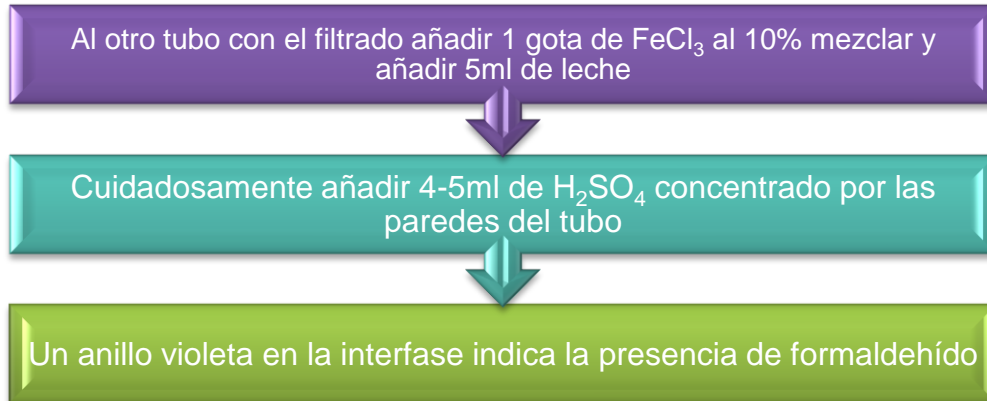 Al otro tubo con el filtrado añadir 1 gota de FeCl₃ al 10% mezclar y
añadir 5ml de leche
Cuidadosamente añadir 4-5ml de H₂SO₄ concentrado por las
paredes del tubo
Un anillo violeta en la interfase indica la presencia de formaldehído